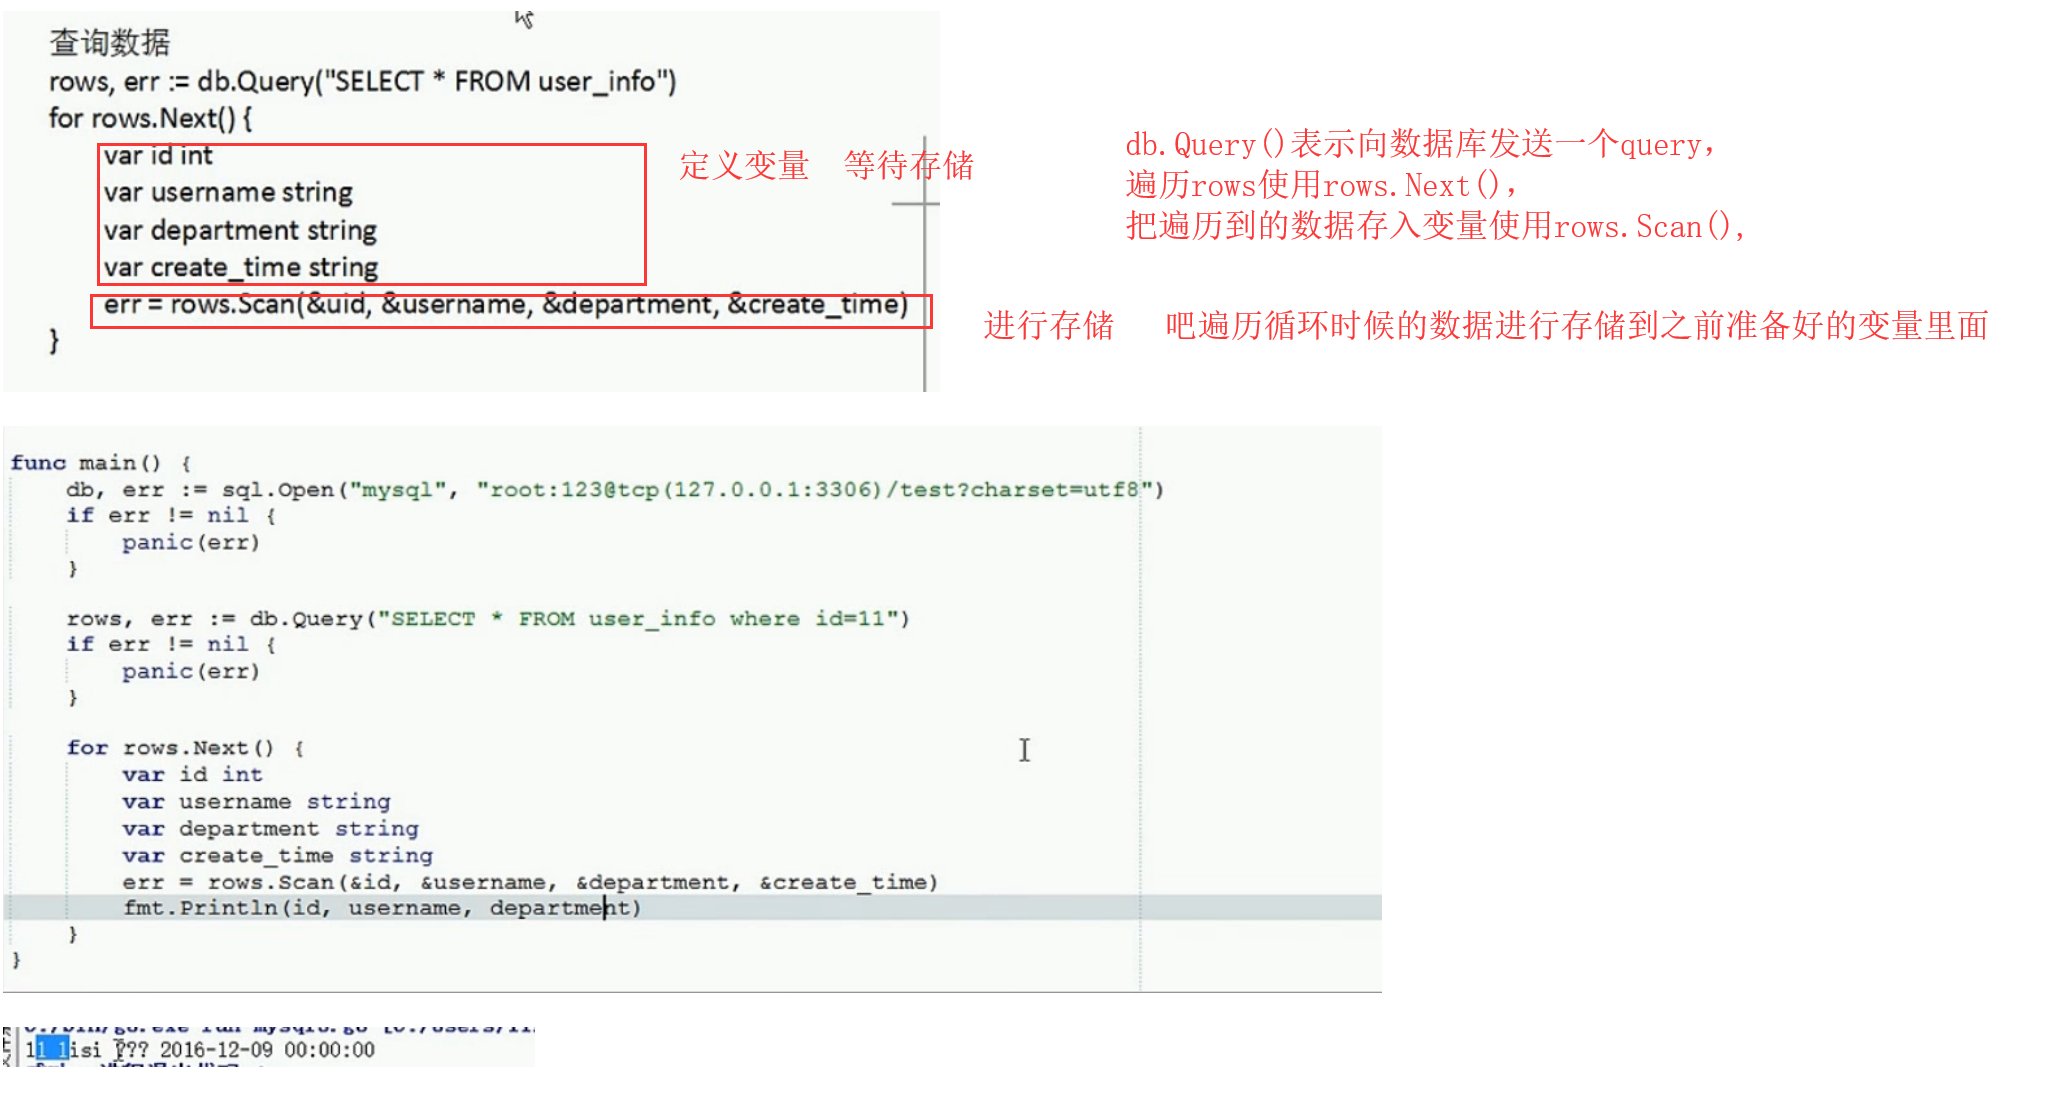 查询数据
rows, err := db.Query("SELECT * FROM user_info")
for rows.Next() {
var id int
var username string
var department string
var create_time string
err = rows.Scan(&uid, &username, &department, &create_time)
}
定义变量 等待存储
db.Query()表示向数据库发送一个query,
遍历rows使用rows.Next(),
把遍历到的数据存入变量使用rows.Scan(),
进行存储 吧遍历循环时候的数据进行存储到之前准备好的变量里面
func main() {
db, err := sql.Open("mysql", "root:123@tcp(127.0.0.1:3306)/test?charset=utf8")
if err != nil {
panic(err)
}
rows, err := db.Query("SELECT * FROM user_info where id=11")
if err != nil {
panic(err)
}
for rows.Next() {
var id int
var username string
var department string
var create_time string
err = rows.Scan(&id, &username, &department, &create_time)
fmt.Println(id, username, department)
}
}
11 lisi ??? 2016-12-09 00:00:00